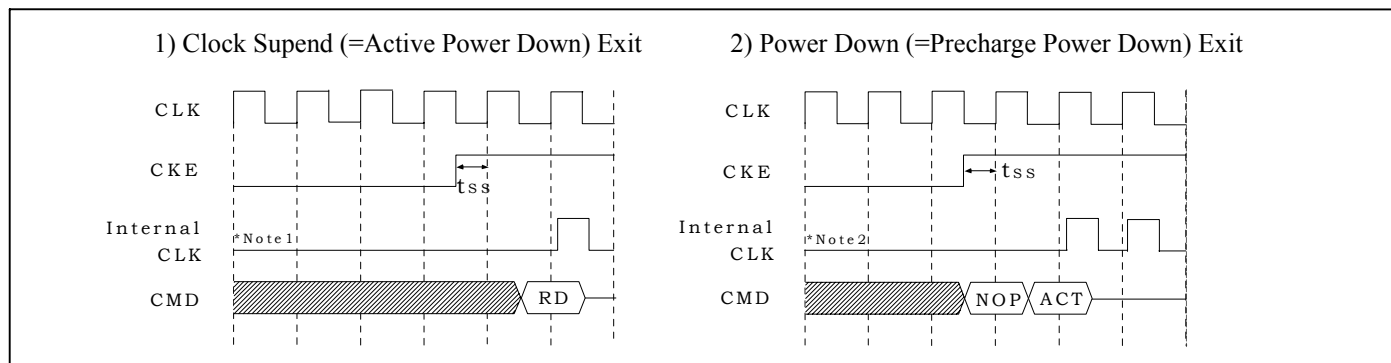 1) Clock Supend (=Active Power Down) Exit
CLK
CKE
tss
Internal
CLK
*Note1
CMD
RD
2) Power Down (=Precharge Power Down) Exit
CLK
CKE
tss
Internal
CLK
*Note2
CMD
NOP
ACT